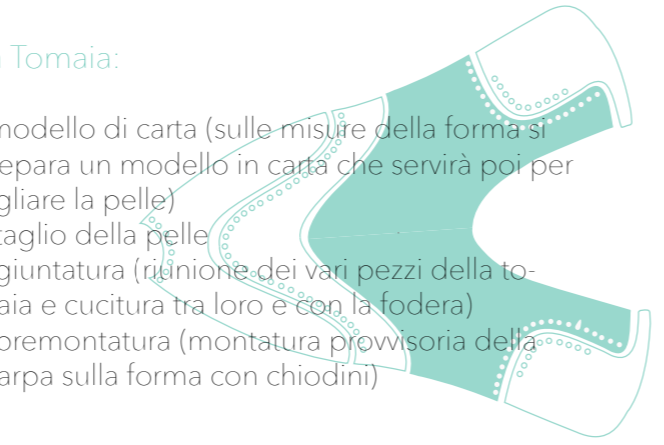 Tomaia:
modello di carta (sulle misure della forma si
epara un modello in carta che servirà poi per
gliare la pelle)
taglio della pelle
giuntatura (riunione dei vari pezzi della to-
aia e cucitura tra loro e con la fodera)
premontatura (montatura provvisoria della
arpa sulla forma con chiodini)